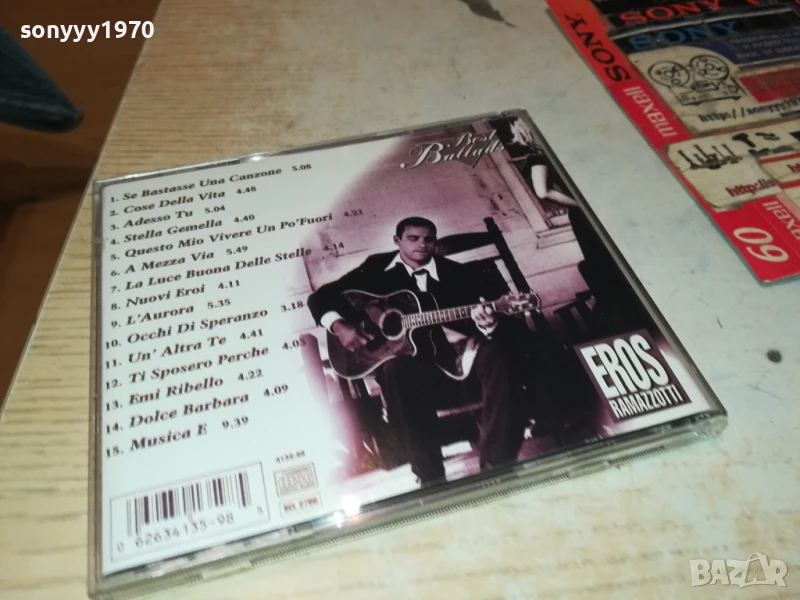 sonyyy1970
Best
Ballads
1. Se Bastasse Una Canzone 5.08
2. Cose Della Vita 4.48
3. Adesso Tu 5.04
4. Stella Gemella 4.40
5. Questo Mio Vivere Un Po'Fuori 4.21
6. A Mezza Via 5.49
7. La Luce Buona Delle Stelle 4.14
8. Nuovi Eroi 4.11
9. L'Aurora 5.35
10. Occhi Di Speranzo 3.18
11. Un' Altra Te 4.41
12. Ti Sposero Perche 4.03
13. Emi Ribello 4.22
14. Dolce Barbara 4.09
15. Musica E 9.39
EROS
RAMAZZOTTI
4135-98
0 62634135-98 5
SONY
SONY
SONY
maxell
maxell
60
BAZAR